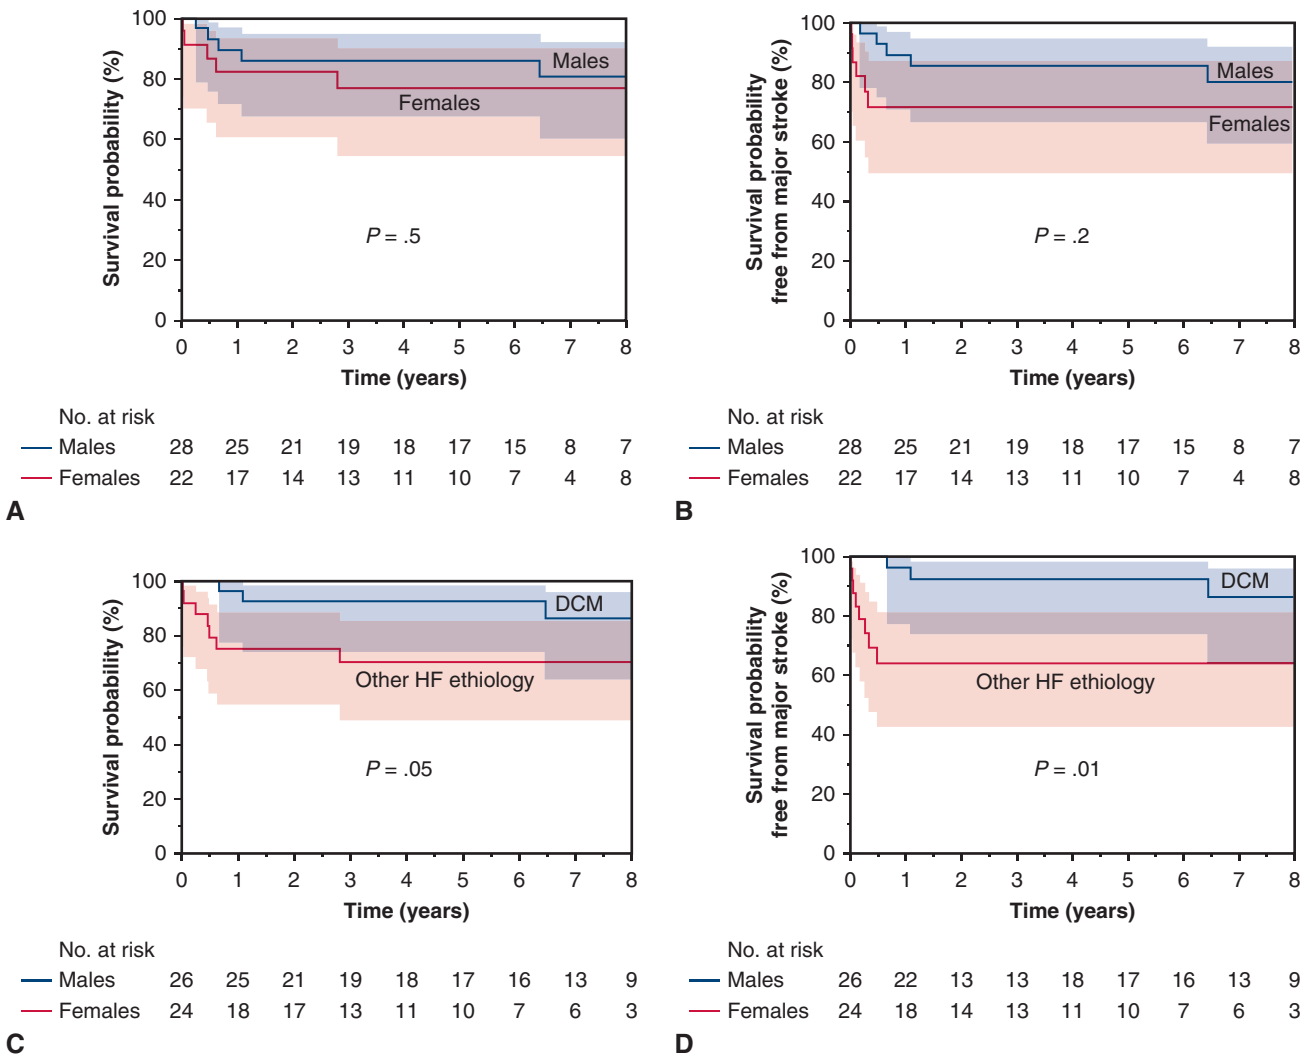 100
80
60
40
20
0
Survival probability (%)
Males
Females
P = .5
0 1 2 3 4 5 6 7 8
Time (years)
No. at risk
Males 28 25 21 19 18 17 15 8 7
Females 22 17 14 13 11 10 7 4 8
A
100
80
60
40
20
0
Survival probability
free from major stroke (%)
Males
Females
P = .2
0 1 2 3 4 5 6 7 8
Time (years)
No. at risk
Males 28 25 21 19 18 17 15 8 7
Females 22 17 14 13 11 10 7 4 8
B
100
80
60
40
20
0
Survival probability (%)
DCM
Other HF ethiology
P = .05
0 1 2 3 4 5 6 7 8
Time (years)
No. at risk
Males 26 25 21 19 18 17 16 13 9
Females 24 18 17 13 11 10 7 6 3
C
100
80
60
40
20
0
Survival probability
free from major stroke (%)
DCM
Other HF ethiology
P = .01
0 1 2 3 4 5 6 7 8
Time (years)
No. at risk
Males 26 22 13 13 18 17 16 13 9
Females 24 18 14 13 11 10 7 6 3
D